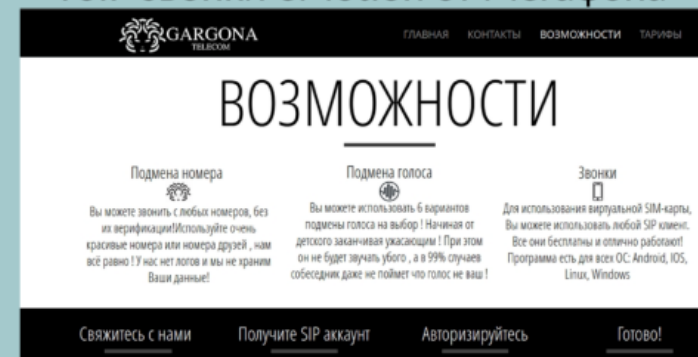 GARGONA
TELECOM
ГЛАВНАЯ КОНТАКТЫ ВОЗМОЖНОСТИ ТАРИФЫ
ВОЗМОЖНОСТИ
Подмена номера
Вы можете звонить с любых номеров, без
их верификации!Используйте очень
красивые номера или номера друзей , нам
всё равно ! У нас нет логов и мы не храним
Ваши данные!
Подмена голоса
Вы можете использовать 6 вариантов
подмены голоса на выбор ! Начиная от
детского заканчивая ужасающим ! При этом
он не будет звучать убого , а в 99% случаев
собеседник даже не поймет что голос не ваш !
Звонки
Для использования виртуальной SIM-карты,
Вы можете использовать любой SIP клиент.
Все они бесплатны и отлично работают!
Программа есть для всех ОС: Android, IOS,
Linux, Windows
Свяжитесь с нами Получите SIP аккаунт Авторизируйтесь Готово!